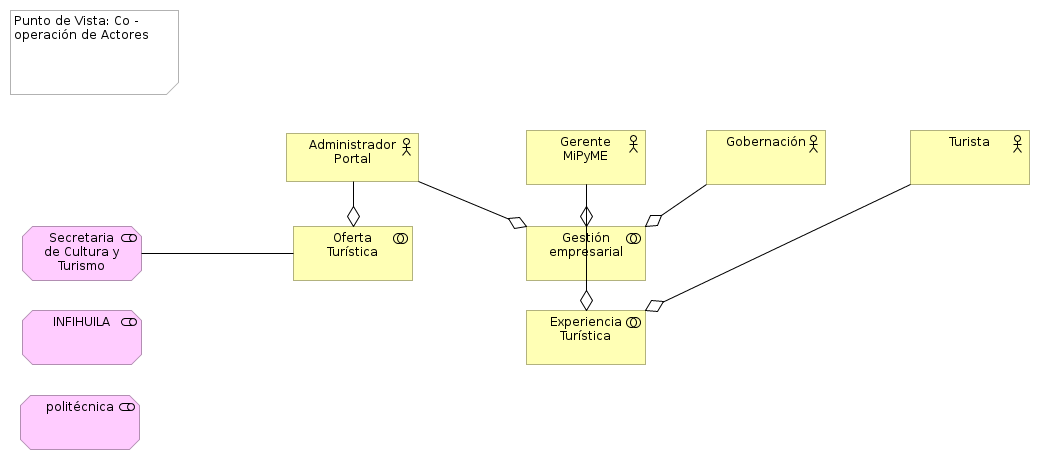 Punto de Vista: Co -
operación de Actores
Administrador
Portal
Gerente
MiPyME
Gobernación
Turista
Secretaria
de Cultura y
Turismo
Oferta
Turística
Gestión
empresarial
INFIHUILA
Experiencia
Turística
politécnica